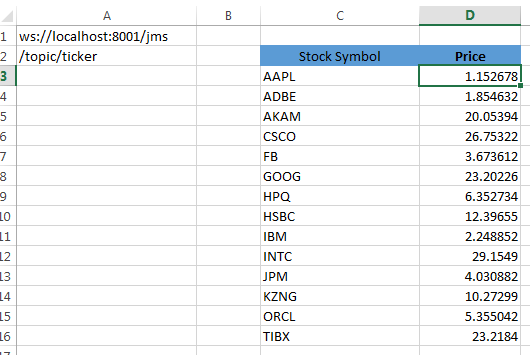 A B C D
1 ws://localhost:8001/jms
2 /topic/ticker Stock Symbol Price
3 AAPL 1.152678
4 ADBE 1.854632
5 AKAM 20.05394
6 CSCO 26.75322
7 FB 3.673612
8 GOOG 23.20226
9 HPQ 6.352734
10 HSBC 12.39655
11 IBM 2.248852
12 INTC 29.1549
13 JPM 4.030882
14 KZNG 10.27299
15 ORCL 5.355042
16 TIBX 23.2184